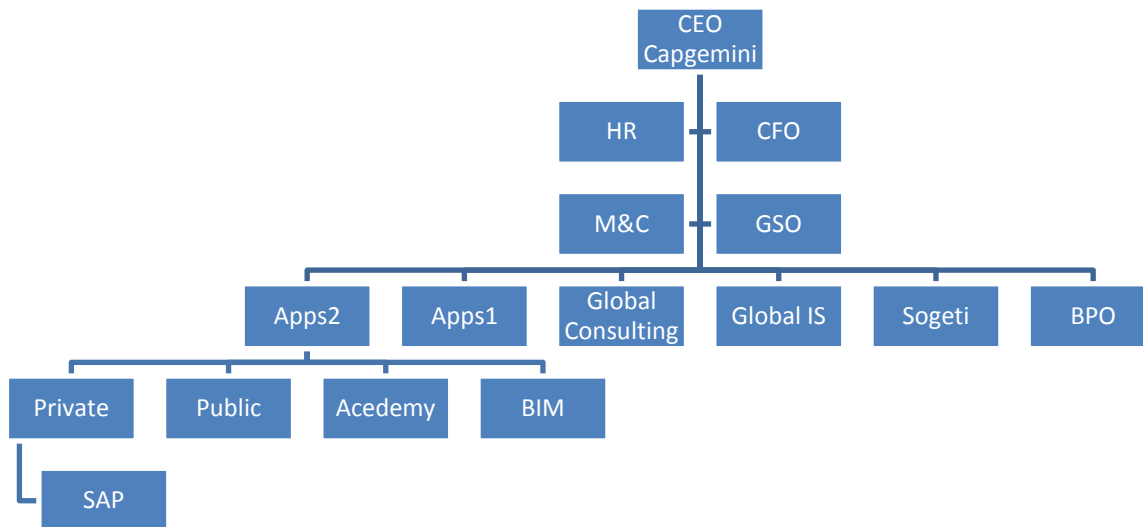 CEO
Capgemini
HR
CFO
M&C
GSO
Apps2
Apps1
Global
Consulting
Global IS
Sogeti
BPO
Private
Public
Acedemy
BIM
SAP